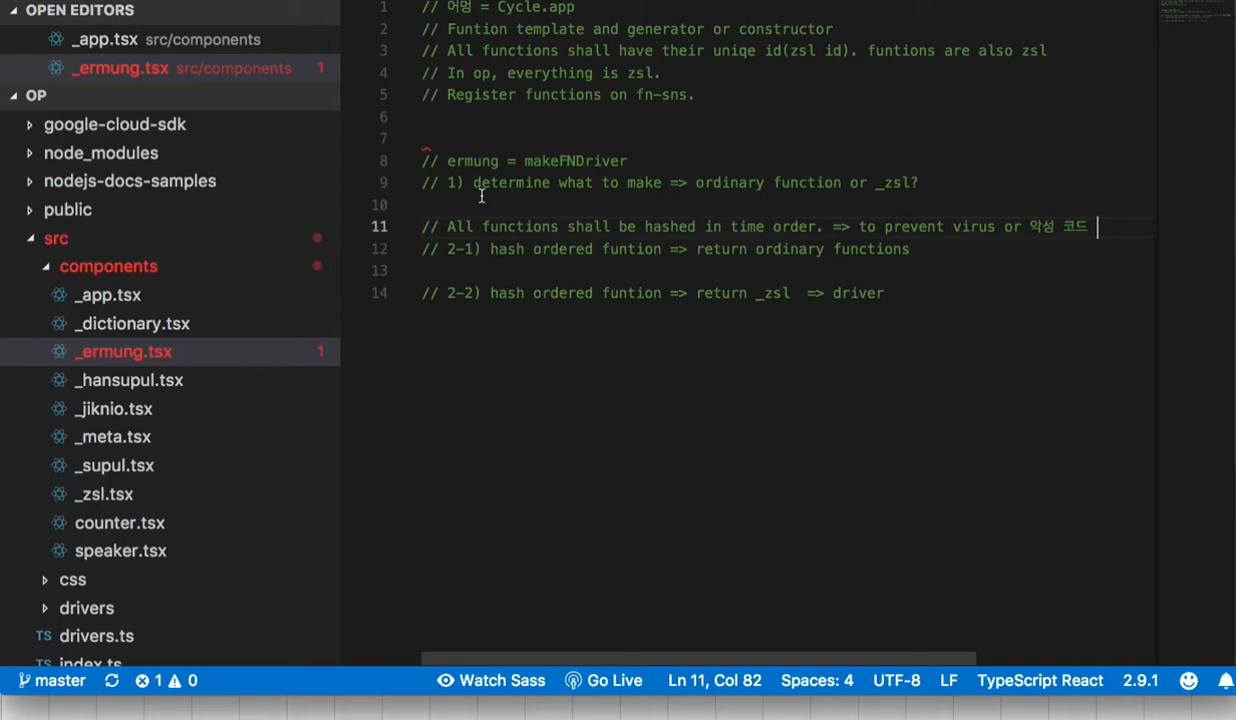 OPEN EDITORS
_app.tsx src/components
_ermung.tsx src/components 1
OP
google-cloud-sdk
node_modules
nodejs-docs-samples
public
src
components
_app.tsx
_dictionary.tsx
_ermung.tsx 1
_hansupul.tsx
_jiknio.tsx
_meta.tsx
_supul.tsx
_zsl.tsx
counter.tsx
speaker.tsx
css
drivers
TS drivers.ts
TS index.ts
1 // 어멍 = Cycle.app
2 // Funtion template and generator or constructor
3 // All functions shall have their uniqe id(zsl id). funtions are also zsl
4 // In op, everything is zsl.
5 // Register functions on fn-sns.
6
7
8 // ermung = makeFNDriver
9 // 1) determine what to make => ordinary function or _zsl?
10
11 // All functions shall be hashed in time order. => to prevent virus or 악성 코드
12 // 2-1) hash ordered funtion => return ordinary functions
13
14 // 2-2) hash ordered funtion => return _zsl  => driver
master 1 0 Watch Sass Go Live Ln 11, Col 82 Spaces: 4 UTF-8 LF TypeScript React 2.9.1